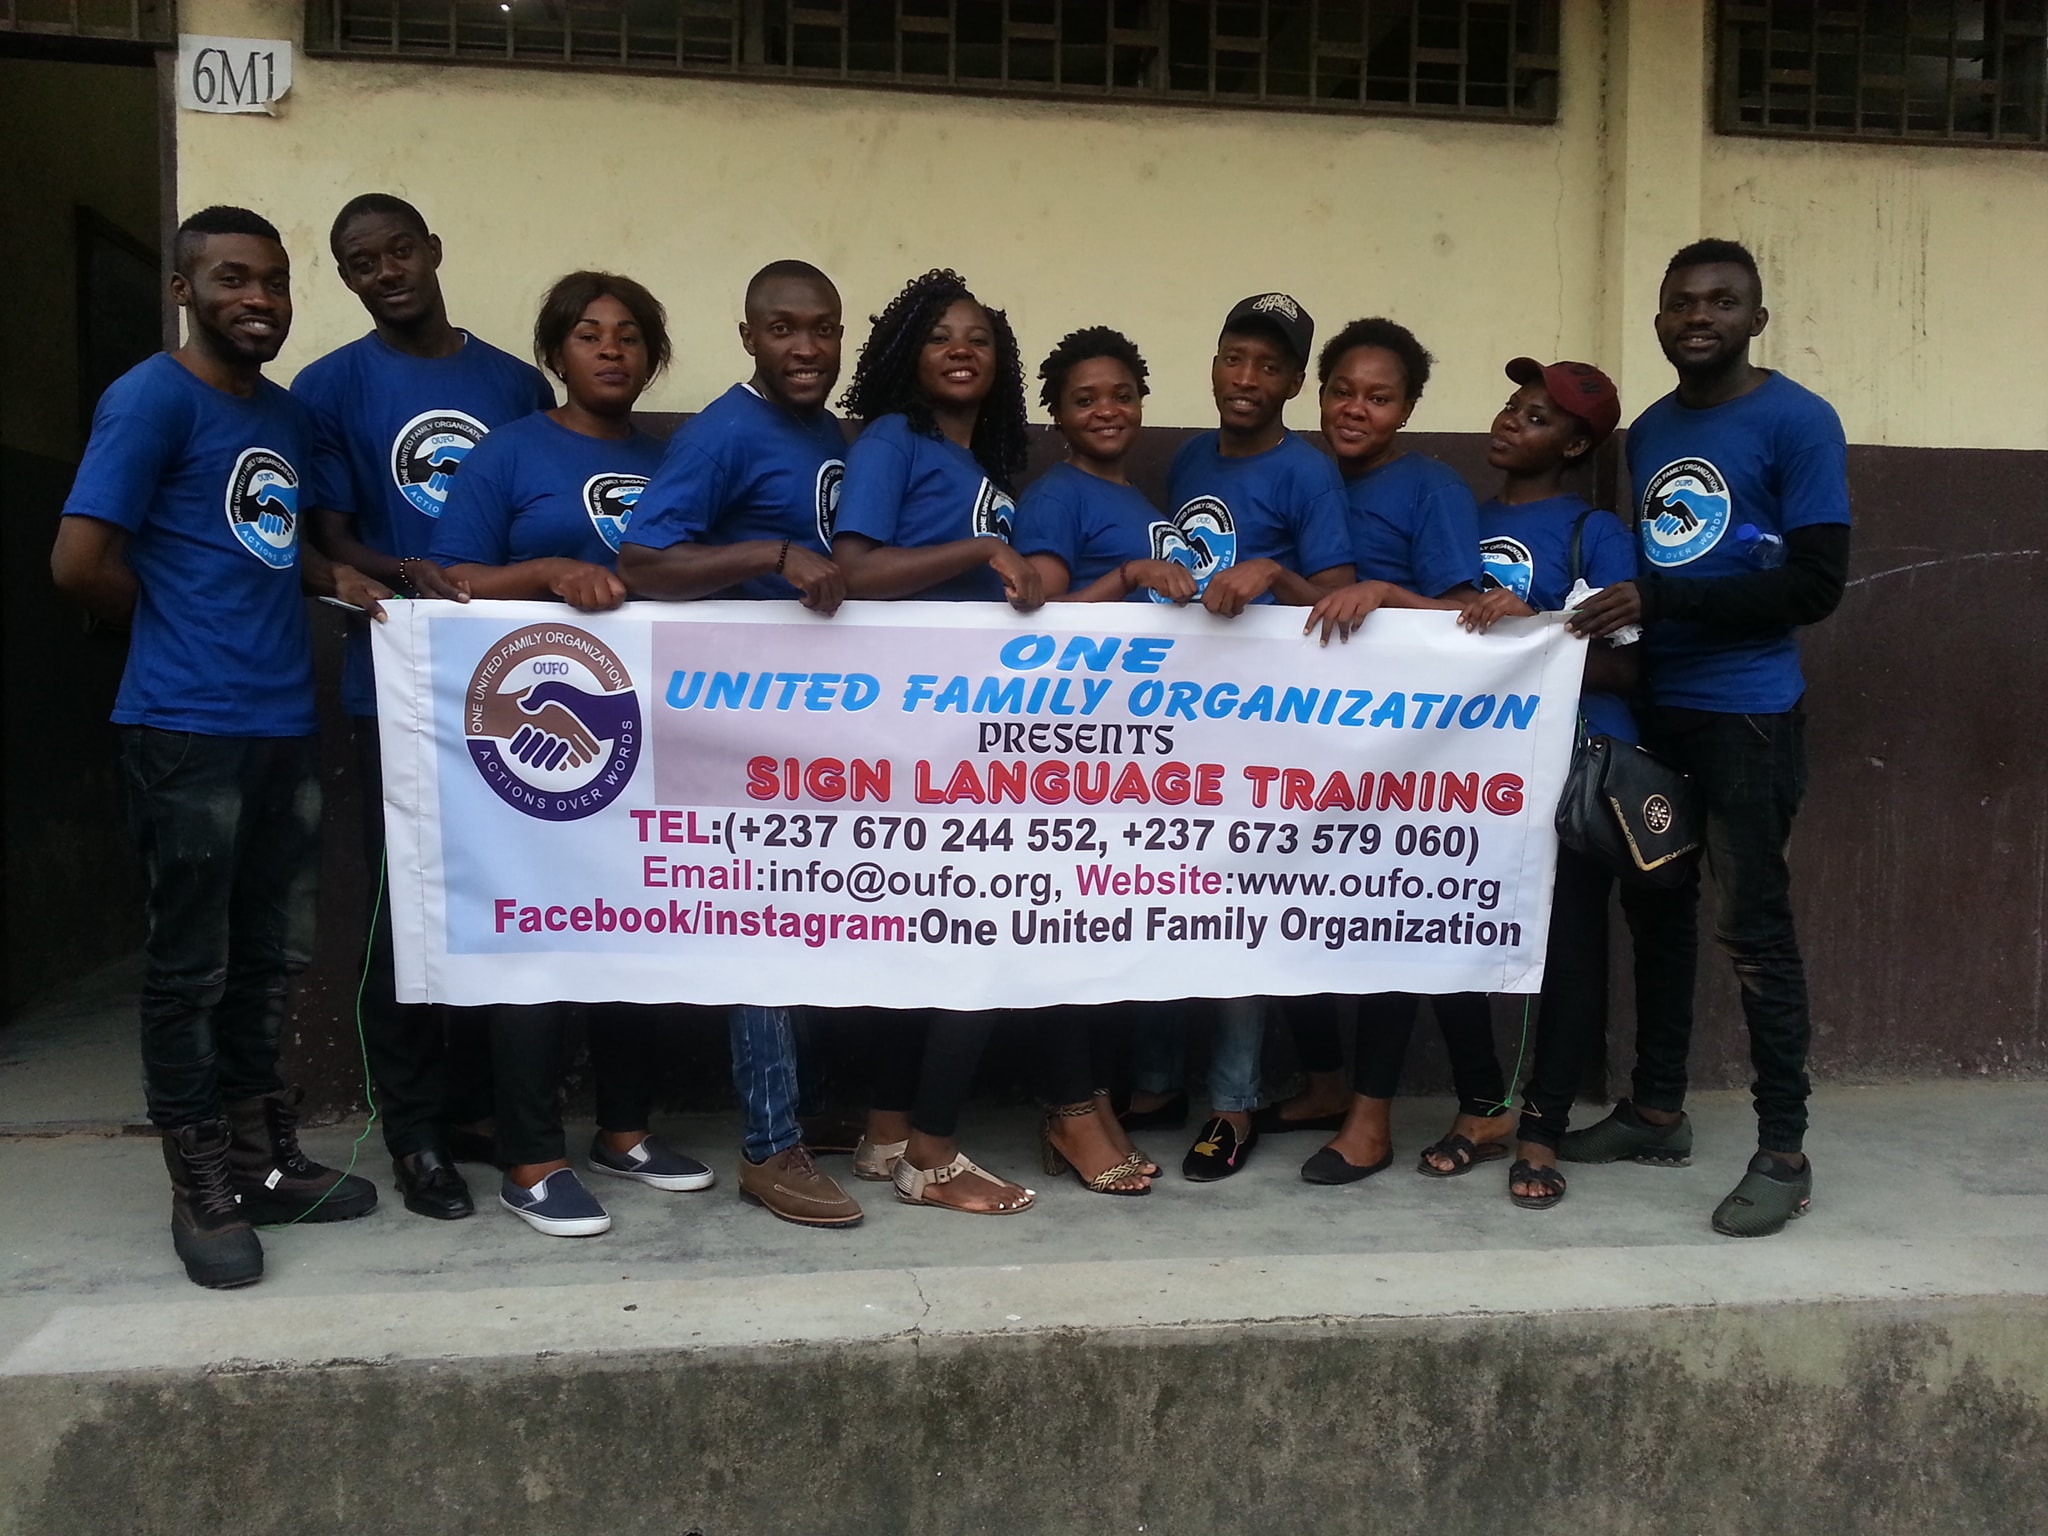 6M1
HEROES
ONE UNITED FAMILY ORGANIZATION
OUFO
ACTIONS OVER WORDS
ONE
UNITED FAMILY ORGANIZATION
PRESENTS
SIGN LANGUAGE TRAINING
TEL:(+237 670 244 552, +237 673 579 060)
Email:info@oufo.org, Website:www.oufo.org
Facebook/instagram:One United Family Organization